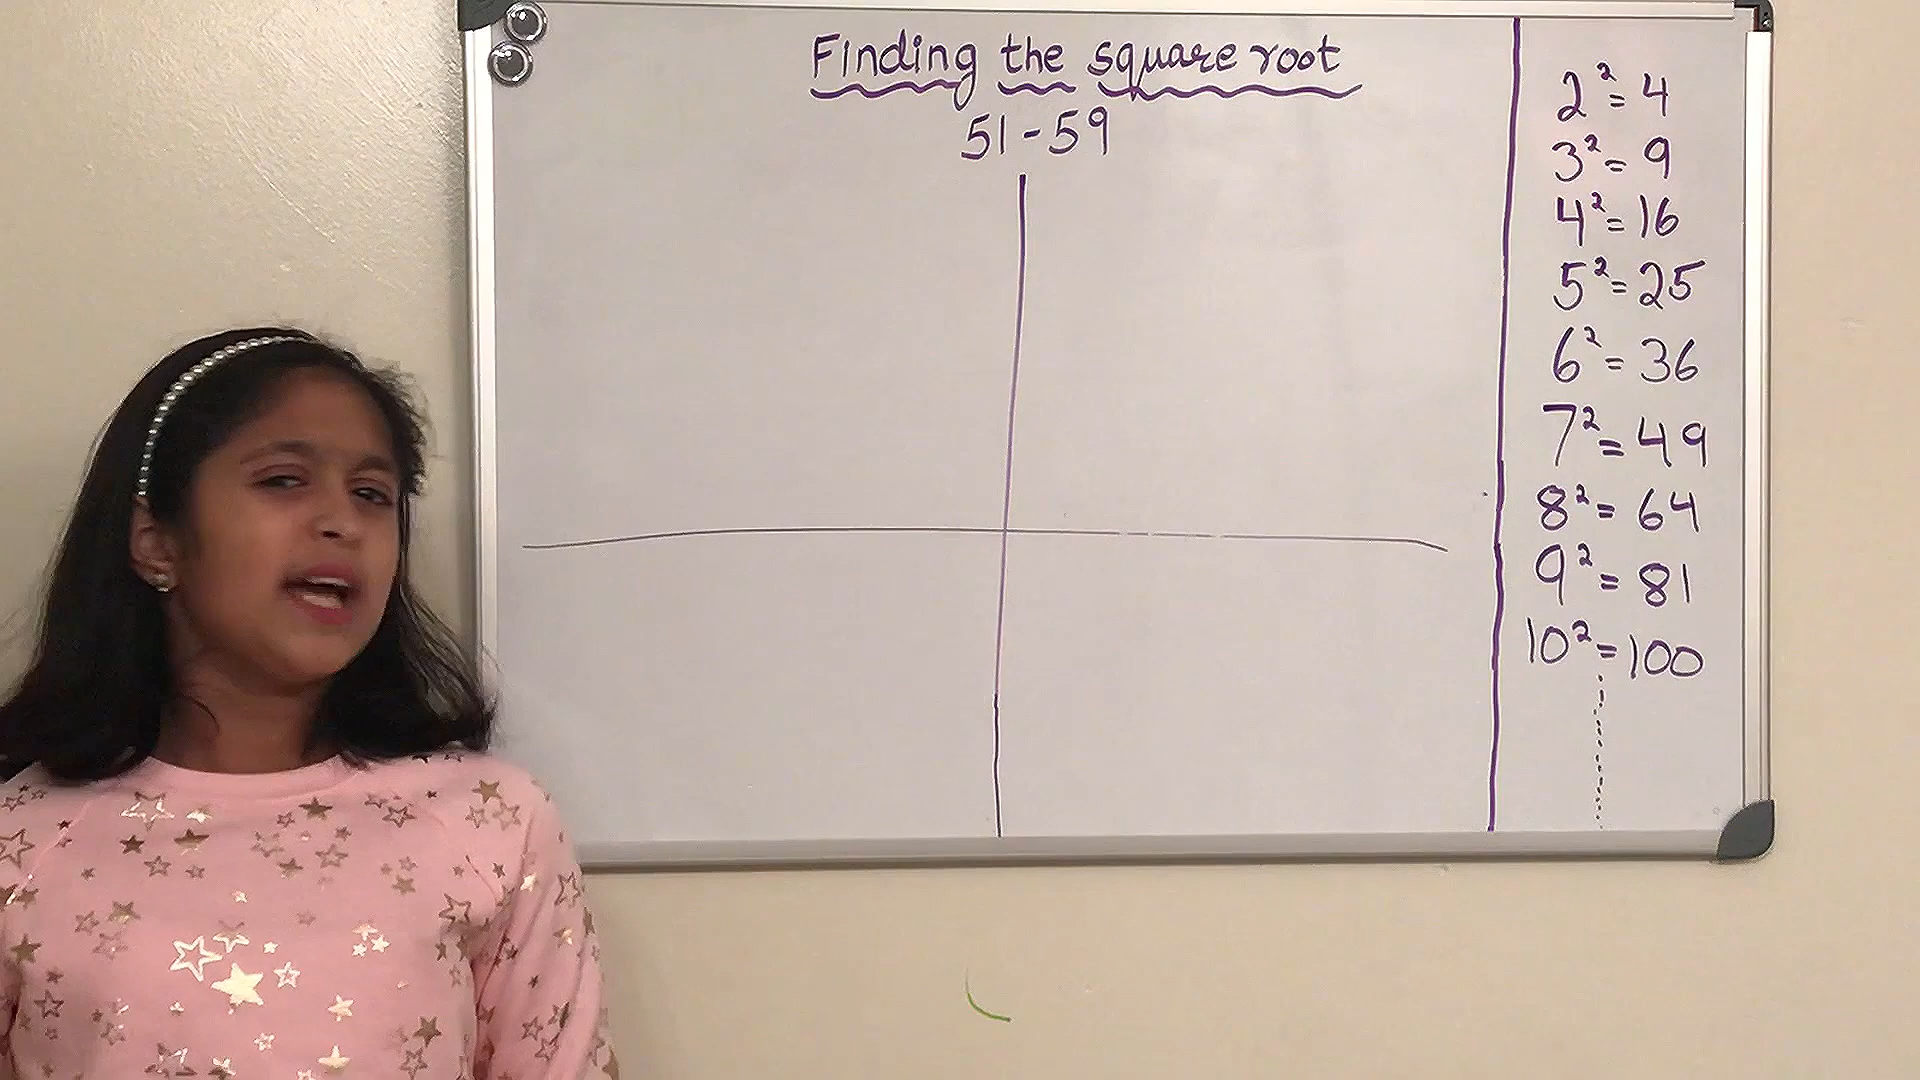 Finding the square root
51-59
2² = 4
3² = 9
4² = 16
5² = 25
6² = 36
7² = 49
8² = 64
9² = 81
10² = 100